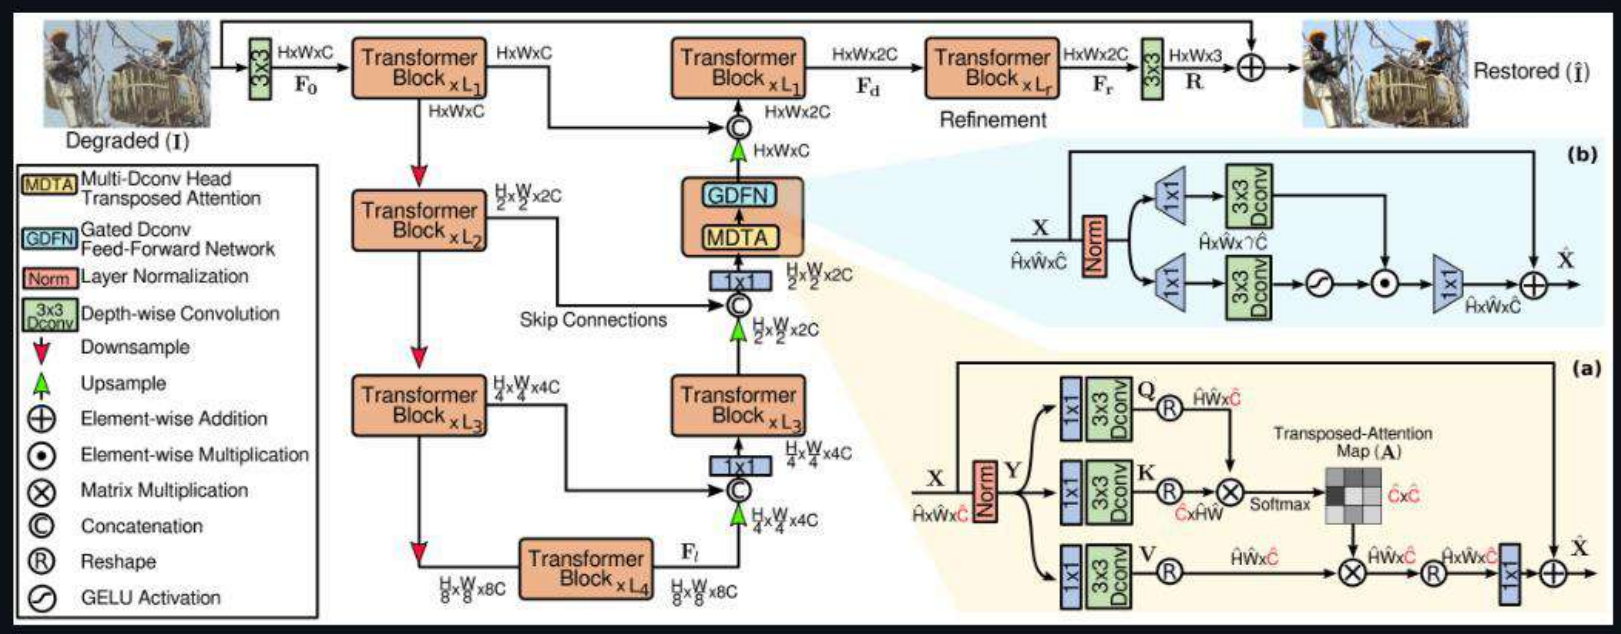 Degraded (I)
3x3
HxWxC
F0
Transformer
Block x L1
HxWxC
HxWxC
Transformer
Block x L1
HxWx2C
Fd
Transformer
Block x Lr
Refinement
HxWx2C
Fr
3x3
HxWx3
R
Restored (Î)
HxWx2C
C
HxWxC
GDFN
MDTA
1x1
H/2xW/2x2C
C
H/2xW/2x2C
Transformer
Block x L2
H/2xW/2x2C
Skip Connections
Transformer
Block x L3
H/4xW/4x4C
Transformer
Block x L3
1x1
H/4xW/4x4C
C
H/4xW/4x4C
Transformer
Block x L4
H/8xW/8x8C
Fl
H/8xW/8x8C
MDTA Multi-Dconv Head
Transposed Attention
GDFN Gated Dconv
Feed-Forward Network
Norm Layer Normalization
3x3
Dconv Depth-wise Convolution
Downsample
Upsample
Element-wise Addition
Element-wise Multiplication
Matrix Multiplication
C Concatenation
R Reshape
GELU Activation
(b)
X
ĤxŴxĈ
Norm
1x1
3x3
Dconv
ĤxŴxγĈ
1x1
3x3
Dconv
1x1
ĤxŴxĈ
X̂
(a)
X
ĤxŴxĈ
Norm
Y
1x1
3x3
Dconv
Q
R
ĤŴxĈ
1x1
3x3
Dconv
K
R
ĈxĤŴ
Softmax
Transposed-Attention
Map (A)
ĈxĈ
1x1
3x3
Dconv
V
R
ĤŴxĈ
ĤŴxĈ
R
ĤxŴxĈ
1x1
X̂